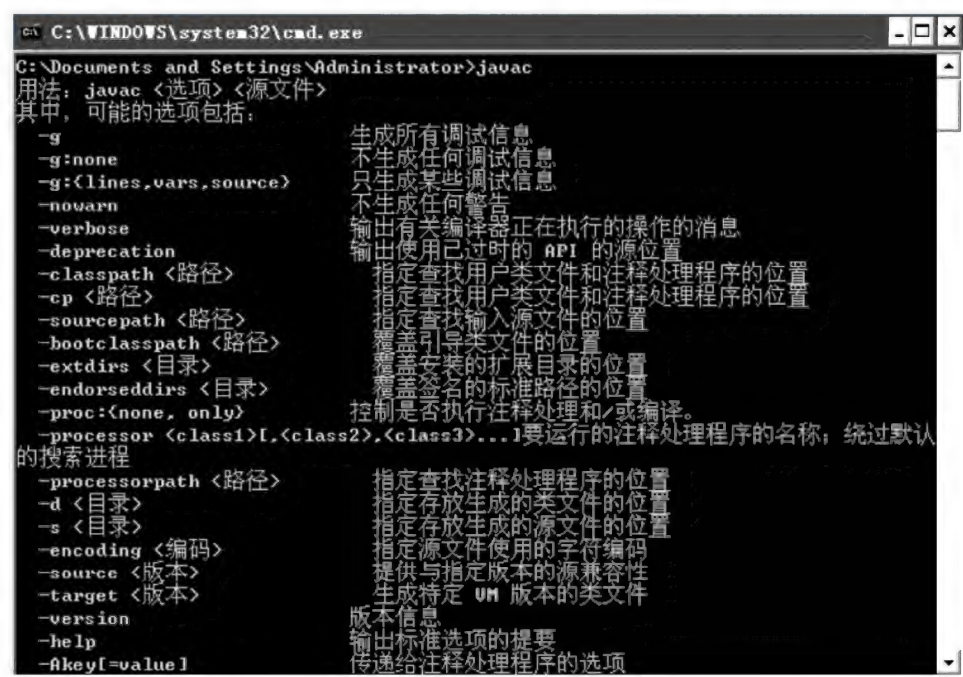 C:\WINDOWS\system32\cmd.exe
C:\Documents and Settings\Administrator>javac
用法: javac <选项> <源文件>
其中, 可能的选项包括:
-g 生成所有调试信息
-g:none 不生成任何调试信息
-g:{lines,vars,source} 只生成某些调试信息
-nowarn 不生成任何警告
-verbose 输出有关编译器正在执行的操作的消息
-deprecation 输出使用已过时的 API 的源位置
-classpath <路径> 指定查找用户类文件和注释处理程序的位置
-cp <路径> 指定查找用户类文件和注释处理程序的位置
-sourcepath <路径> 指定查找输入源文件的位置
-bootclasspath <路径> 覆盖引导类文件的位置
-extdirs <目录> 覆盖安装的扩展目录的位置
-endorseddirs <目录> 覆盖签名的标准路径的位置
-proc:{none, only} 控制是否执行注释处理和/或编译。
-processor <class1>[,<class2>,<class3>...]要运行的注释处理程序的名称; 绕过默认
的搜索进程
-processorpath <路径> 指定查找注释处理程序的位置
-d <目录> 指定存放生成的类文件的位置
-s <目录> 指定存放生成的源文件的位置
-encoding <编码> 指定源文件使用的字符编码
-source <版本> 提供与指定版本的源兼容性
-target <版本> 生成特定 VM 版本的类文件
-version 版本信息
-help 输出标准选项的提要
-Akey[=value] 传递给注释处理程序的选项